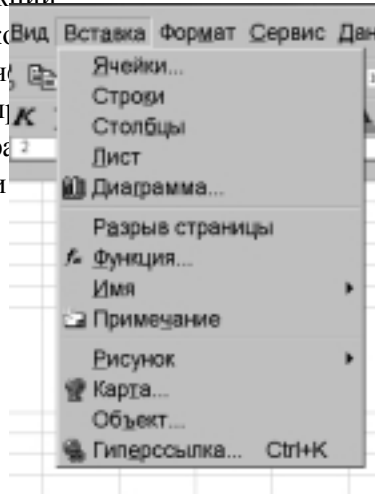 Вид Вставка Формат Сервис Дан
Ячейки...
Строки
Столбцы
Лист
Диаграмма...
Разрыв страницы
Функция...
Имя
Примечание
Рисунок
Карта...
Объект...
Гиперссылка... Ctrl+K